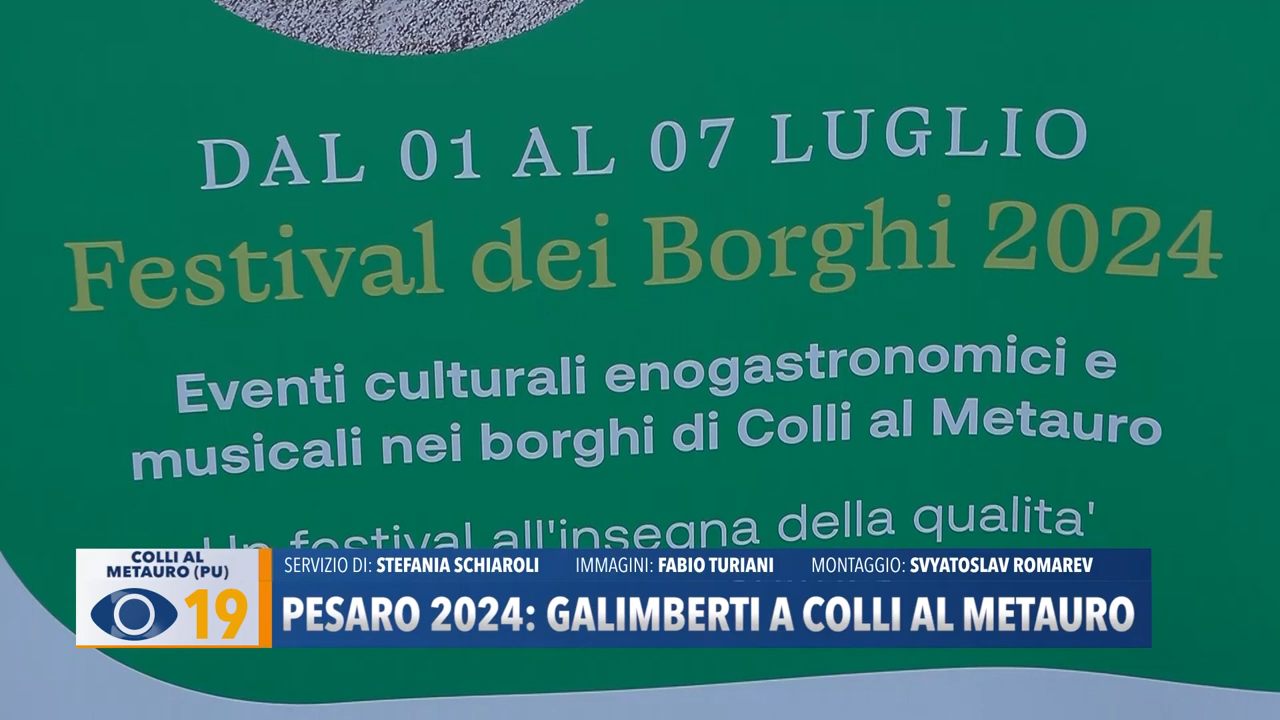 DAL 01 AL 07 LUGLIO
Festival dei Borghi 2024
Eventi culturali enogastronomici e
musicali nei borghi di Colli al Metauro
Un festival all'insegna della qualita'
COLLI AL
METAURO (PU)
19
SERVIZIO DI: STEFANIA SCHIAROLI IMMAGINI: FABIO TURIANI MONTAGGIO: SVYATOSLAV ROMAREV
PESARO 2024: GALIMBERTI A COLLI AL METAURO